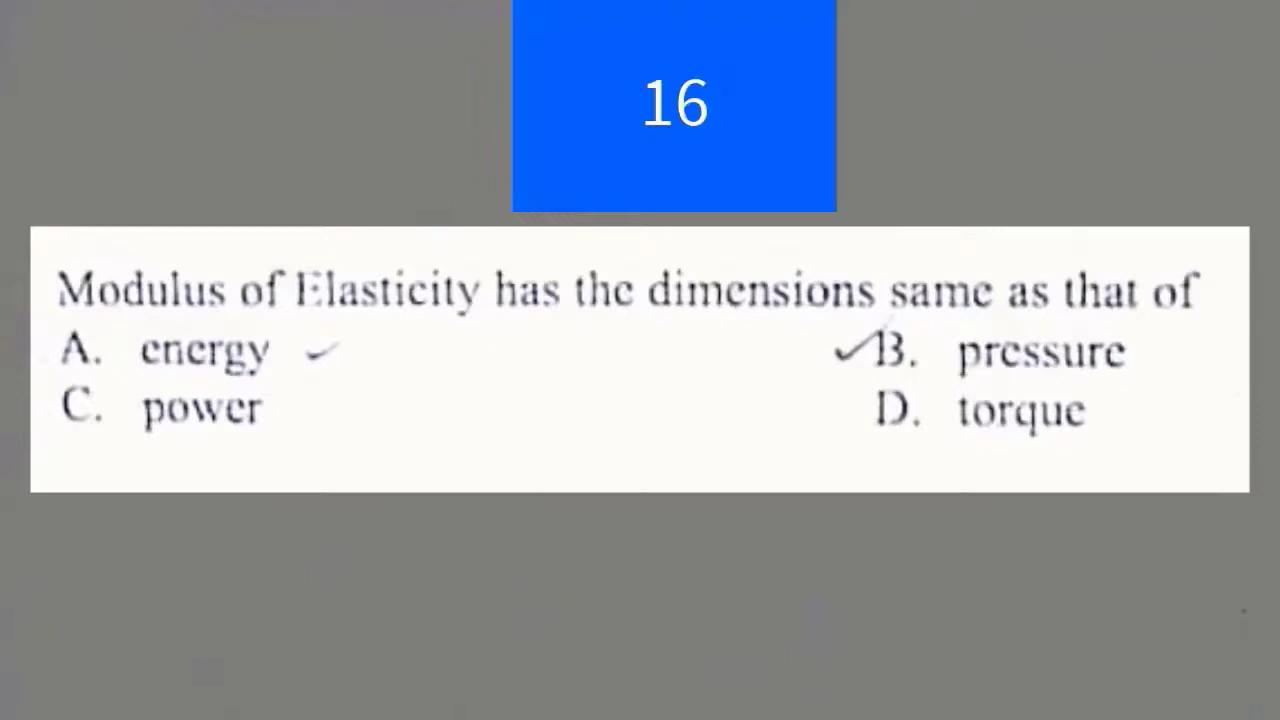 16
Modulus of Elasticity has the dimensions same as that of
A. energy ✓B. pressure
C. power D. torque